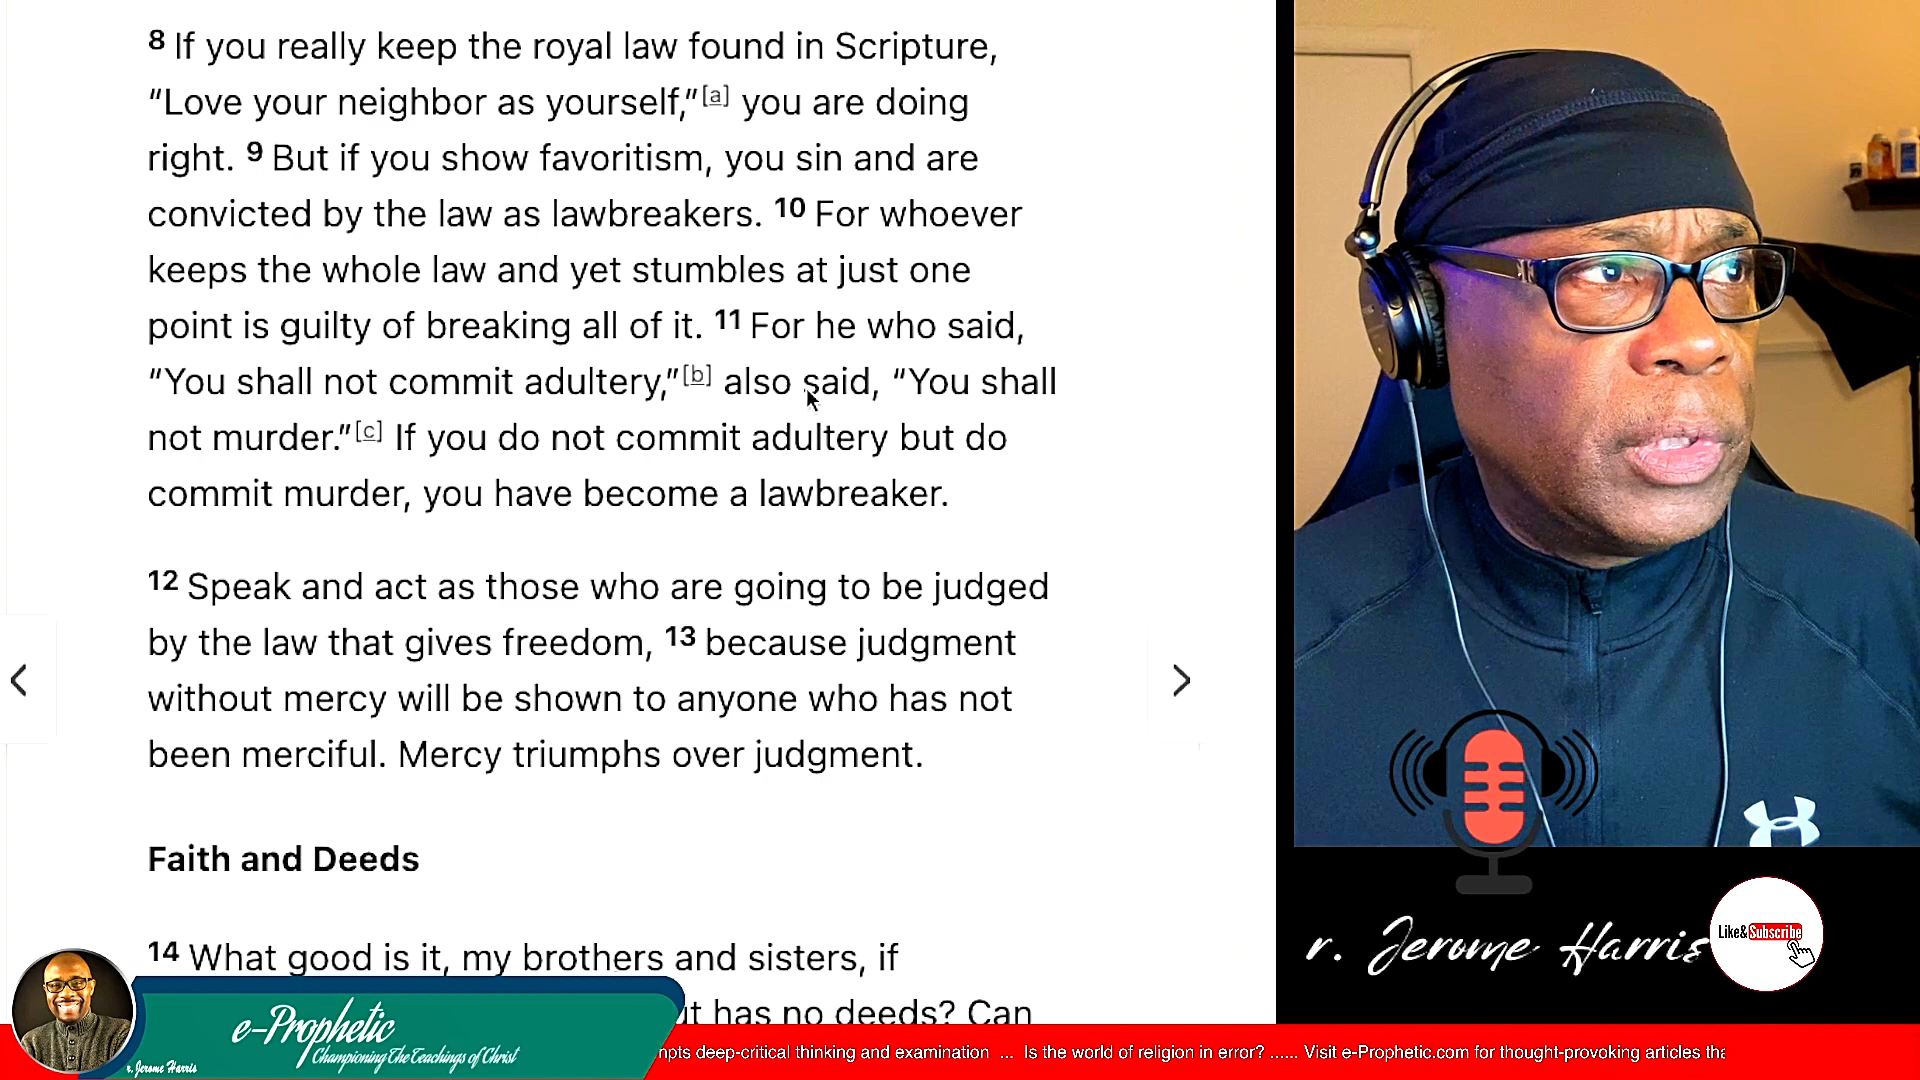 8 If you really keep the royal law found in Scripture,
“Love your neighbor as yourself,”[a] you are doing
right. 9 But if you show favoritism, you sin and are
convicted by the law as lawbreakers. 10 For whoever
keeps the whole law and yet stumbles at just one
point is guilty of breaking all of it. 11 For he who said,
“You shall not commit adultery,”[b] also said, “You shall
not murder.”[c] If you do not commit adultery but do
commit murder, you have become a lawbreaker.
12 Speak and act as those who are going to be judged
by the law that gives freedom, 13 because judgment
without mercy will be shown to anyone who has not
been merciful. Mercy triumphs over judgment.
Faith and Deeds
14 What good is it, my brothers and sisters, if
has no deeds? Can
r. Jerome Harris
Like& Subscribe
e-Prophetic
Championing The Teachings of Christ
r. Jerome Harris
deep-critical thinking and examination ... Is the world of religion in error? ...... Visit e-Prophetic.com for thought-provoking articles